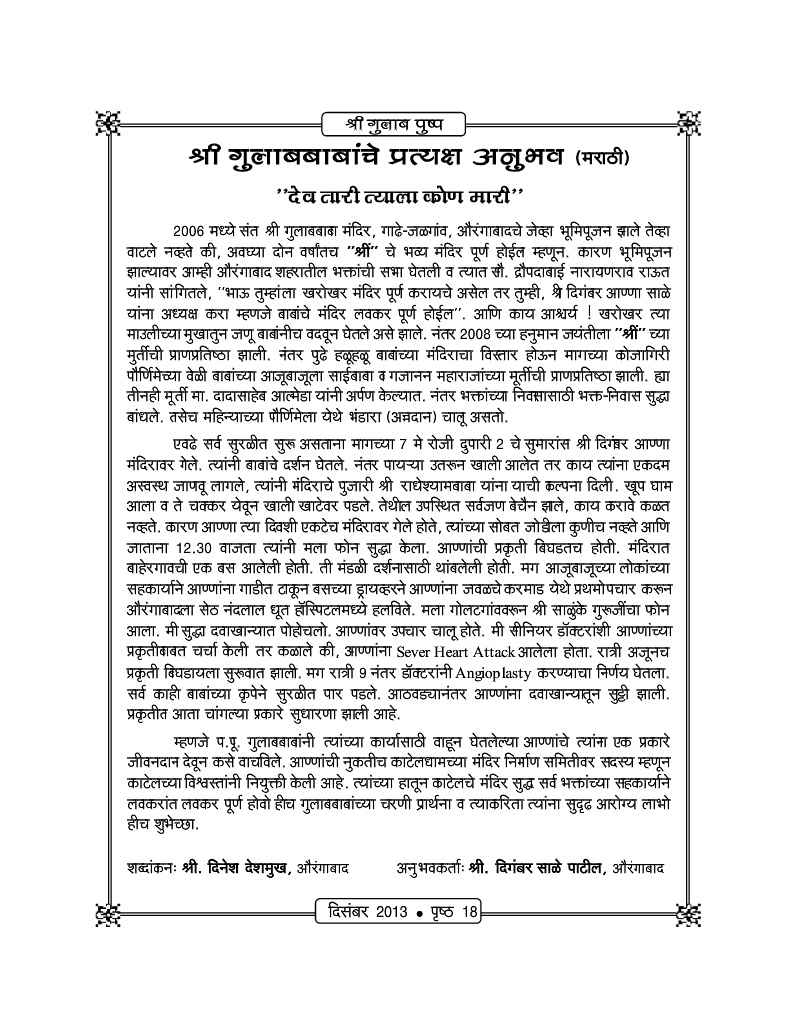 श्री गुलाब पुष्प
श्री गुलाबबाबांचे प्रत्यक्ष अनुभव (मराठी)
"देव तारी त्याला कोण मारी"
2006 मध्ये संत श्री गुलाबबाबा मंदिर, गाढे-जळगांव, औरंगाबादचे जेव्हा भूमिपूजन झाले तेव्हा
वाटले नव्हते की, अवघ्या दोन वर्षांतच "श्रीं" चे भव्य मंदिर पूर्ण होईल म्हणून. कारण भूमिपूजन
झाल्यावर आम्ही औरंगाबाद शहरातील भक्तांची सभा घेतली व त्यात सौ. द्रौपदाबाई नारायणराव राऊत
यांनी सांगितले, "भाऊ तुम्हांला खरोखर मंदिर पूर्ण करायचे असेल तर तुम्ही, श्री दिगंबर आण्णा साळे
यांना अध्यक्ष करा म्हणजे बाबांचे मंदिर लवकर पूर्ण होईल". आणि काय आश्चर्य ! खरोखर त्या
माउलीच्या मुखातुन जणू बाबांनीच वदवून घेतले असे झाले. नंतर 2008 च्या हनुमान जयंतीला "श्रीं" च्या
मुर्तीची प्राणप्रतिष्ठा झाली. नंतर पुढे हळूहळू बाबांच्या मंदिराचा विस्तार होऊन मागच्या कोजागिरी
पौर्णिमेच्या वेळी बाबांच्या आजूबाजूला साईबाबा व गजानन महाराजांच्या मूर्तीची प्राणप्रतिष्ठा झाली. ह्या
तीनही मूर्ती मा. दादासाहेब आल्मेडा यांनी अर्पण केल्यात. नंतर भक्तांच्या निवासासाठी भक्त-निवास सुद्धा
बांधले. तसेच महिन्याच्या पौर्णिमेला येथे भंडारा (अन्नदान) चालू असतो.
एवढे सर्व सुरळीत सुरू असताना मागच्या 7 मे रोजी दुपारी 2 चे सुमारांस श्री दिगंबर आण्णा
मंदिरावर गेले. त्यांनी बाबांचे दर्शन घेतले. नंतर पायऱ्या उतरून खाली आलेत तर काय त्यांना एकदम
अस्वस्थ जाणवू लागले, त्यांनी मंदिराचे पुजारी श्री राधेश्यामबाबा यांना याची कल्पना दिली. खूप घाम
आला व ते चक्कर येवून खाली खाटेवर पडले. तेथील उपस्थित सर्वजण बेचैन झाले, काय करावे कळत
नव्हते. कारण आण्णा त्या दिवशी एकटेच मंदिरावर गेले होते, त्यांच्या सोबत जोडीला कुणीच नव्हते आणि
जाताना 12.30 वाजता त्यांनी मला फोन सुद्धा केला. आण्णांची प्रकृती बिघडतच होती. मंदिरात
बाहेरगावची एक बस आलेली होती. ती मंडळी दर्शनासाठी थांबलेली होती. मग आजूबाजूच्या लोकांच्या
सहकार्याने आण्णांना गाडीत टाकून बसच्या ड्रायव्हरने आण्णांना जवळचे करमाड येथे प्रथमोपचार करून
औरंगाबादला सेठ नंदलाल धूत हॉस्पिटलमध्ये हलविले. मला गोलटगांववरून श्री साळुंके गुरूजींचा फोन
आला. मी सुद्धा दवाखान्यात पोहोचलो. आण्णांवर उपचार चालू होते. मी सीनियर डॉक्टरांशी आण्णांच्या
प्रकृतीबाबत चर्चा केली तर कळाले की, आण्णांना Sever Heart Attack आलेला होता. रात्री अजूनच
प्रकृती बिघडायला सुरूवात झाली. मग रात्री 9 नंतर डॉक्टरांनी Angioplasty करण्याचा निर्णय घेतला.
सर्व काही बाबांच्या कृपेने सुरळीत पार पडले. आठवड्यानंतर आण्णांना दवाखान्यातून सुट्टी झाली.
प्रकृतीत आता चांगल्या प्रकारे सुधारणा झाली आहे.
म्हणजे प.पू. गुलाबबाबांनी त्यांच्या कार्यासाठी वाहून घेतलेल्या आण्णांचे त्यांना एक प्रकारे
जीवनदान देवून कसे वाचविले. आण्णांची नुकतीच काटेलधामच्या मंदिर निर्माण समितीवर सदस्य म्हणून
काटेलच्या विश्वस्तांनी नियुक्ती केली आहे. त्यांच्या हातून काटेलचे मंदिर सुद्ध सर्व भक्तांच्या सहकार्याने
लवकरांत लवकर पूर्ण होवो हीच गुलाबबाबांच्या चरणी प्रार्थना व त्याकरिता त्यांना सुदृढ आरोग्य लाभो
हीच शुभेच्छा.
शब्दांकनः श्री. दिनेश देशमुख, औरंगाबाद अनुभवकर्ताः श्री. दिगंबर साळे पाटील, औरंगाबाद
दिसंबर 2013 ● पृष्ठ 18